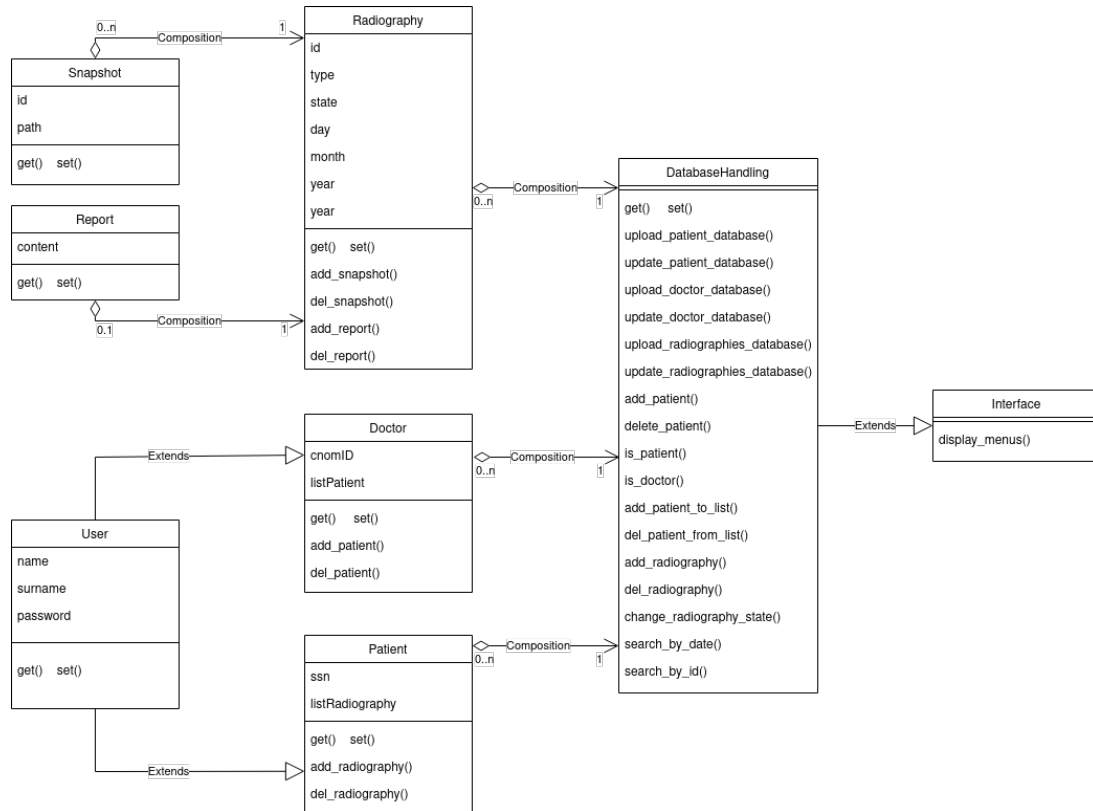 0..n
Composition
1
Snapshot
id
path
get() set()
Report
content
get() set()
0.1
Composition
1
Radiography
id
type
state
day
month
year
year
get() set()
add_snapshot()
del_snapshot()
add_report()
del_report()
Composition
0..n
1
User
name
surname
password
get() set()
Extends
Extends
Doctor
cnomID
listPatient
get() set()
add_patient()
del_patient()
Composition
0..n
1
Patient
ssn
listRadiography
get() set()
add_radiography()
del_radiography()
Composition
0..n
1
DatabaseHandling
get() set()
upload_patient_database()
update_patient_database()
upload_doctor_database()
update_doctor_database()
upload_radiographies_database()
update_radiographies_database()
add_patient()
delete_patient()
is_patient()
is_doctor()
add_patient_to_list()
del_patient_from_list()
add_radiography()
del_radiography()
change_radiography_state()
search_by_date()
search_by_id()
Extends
Interface
display_menus()